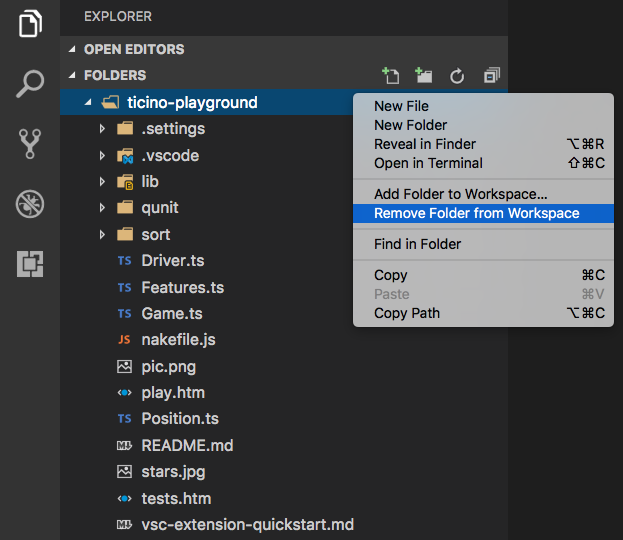 EXPLORER
OPEN EDITORS
FOLDERS
ticino-playground
.settings
.vscode
lib
qunit
sort
TS Driver.ts
TS Features.ts
TS Game.ts
JS nakefile.js
pic.png
play.htm
TS Position.ts
M↓ README.md
stars.jpg
tests.htm
M↓ vsc-extension-quickstart.md
New File
New Folder
Reveal in Finder ⌥⌘R
Open in Terminal ⇧⌘C
Add Folder to Workspace...
Remove Folder from Workspace
Find in Folder
Copy ⌘C
Paste ⌘V
Copy Path ⌥⌘C